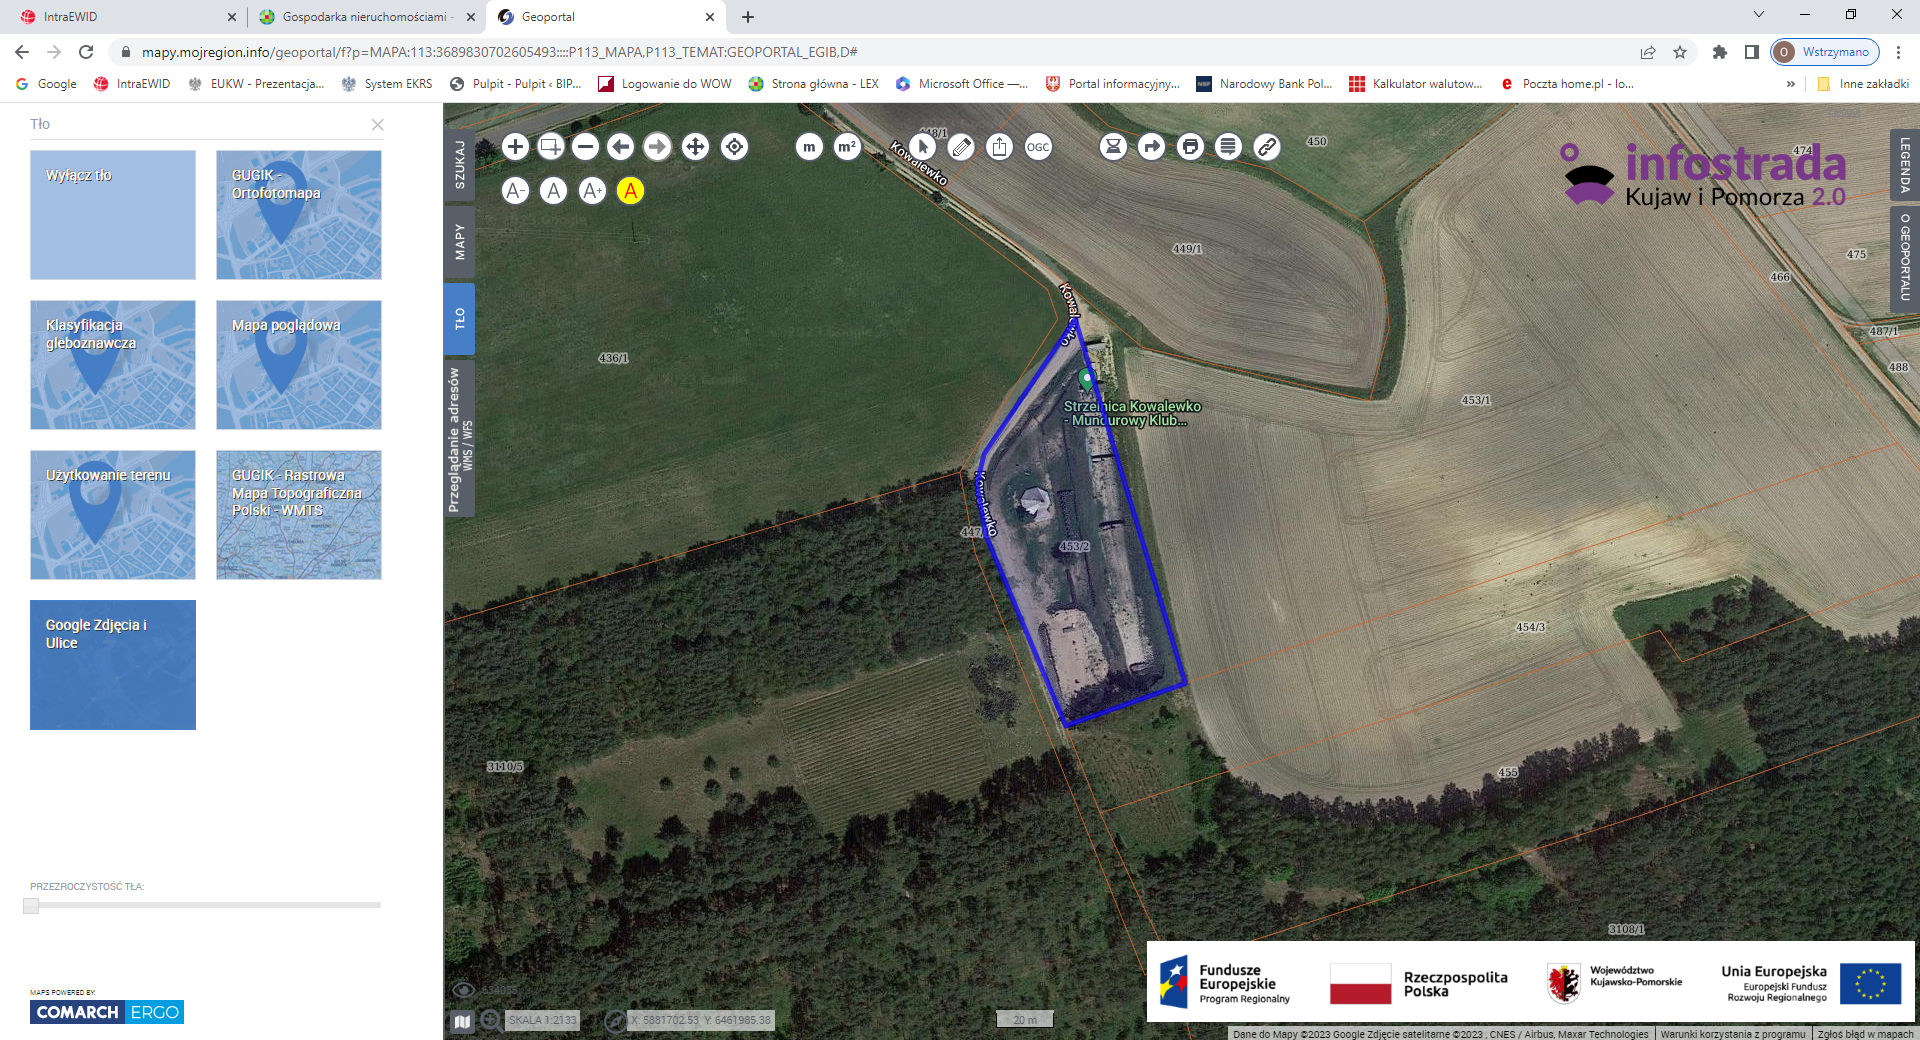 IntraEWID
Gospodarka nieruchomościami -
Geoportal
mapy.mojregion.info/geoportal/f?p=MAPA:113:3689830702605493::::P113_MAPA,P113_TEMAT:GEOPORTAL_EGIB,D#
O Wstrzymano
Google
IntraEWID
EUKW - Prezentacja...
System EKRS
Pulpit - Pulpit ‹ BIP...
Logowanie do WOW
Strona główna - LEX
Microsoft Office —...
Portal informacyjny...
Narodowy Bank Pol...
Kalkulator walutow...
Poczta home.pl - lo...
»
Inne zakładki
Tło
Wyłącz tło
GUGIK -
Ortofotomapa
Klasyfikacja
gleboznawcza
Mapa poglądowa
Użytkowanie terenu
GUGIK - Rastrowa
Mapa Topograficzna
Polski - WMTS
Google Zdjęcia i
Ulice
PRZEZROCZYSTOŚĆ TŁA:
MAPS POWERED BY:
COMARCH ERGO
SZUKAJ
MAPY
TŁO
Przeglądanie adresów
WMS / WFS
m
m²
OGC
A-
A
A+
A
448/1
450
Kowalewko
infostrada
Kujaw i Pomorza 2.0
474
LEGENDA
O GEOPORTALU
449/1
475
466
487/1
488
436/1
Kowalewko
453/1
Strzelnica Kowalewko
- Mundurowy Klub...
Kowalewko
453/2
454/3
3110/5
455
3108/1
SKALA 1:2133
X: 5881702.53 Y: 6461985.38
20 m
Fundusze
Europejskie
Program Regionalny
Rzeczpospolita
Polska
Województwo
Kujawsko-Pomorskie
Unia Europejska
Europejski Fundusz
Rozwoju Regionalnego
Dane do Mapy ©2023 Google Zdjęcie satelitarne ©2023 , CNES / Airbus, Maxar Technologies
Warunki korzystania z programu
Zgłoś błąd w mapach